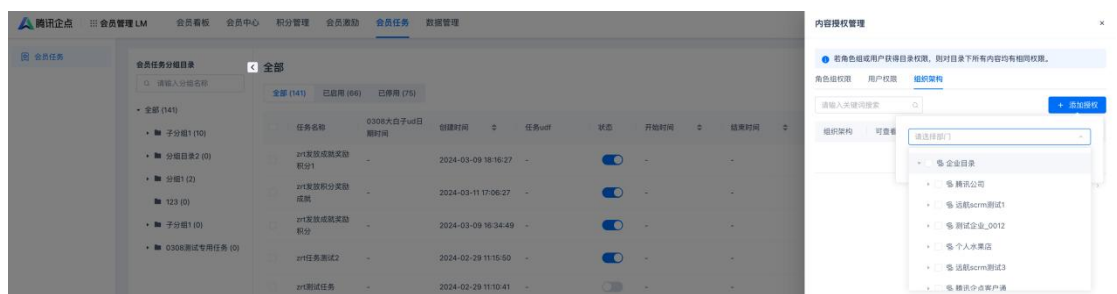 腾讯企点 会员管理 LM 会员看板 会员中心 积分管理 会员激励 会员任务 数据管理
会员任务
会员任务分组目录
请输入分组名称
全部 (141)
子分组1 (10)
分组目录2 (0)
分组1 (2)
123 (0)
子分组1 (0)
0308测试专用任务 (0)
全部
全部 (141) 已启用 (66) 已停用 (75)
任务名称 0308大白子ud日期时间 创建时间 任务udf 状态 开始时间 结束时间
zrt发放成就奖励积分1 - 2024-03-09 18:16:27 - - -
zrt发放积分奖励成就 - 2024-03-11 17:06:27 - - -
zrt发放成就奖励积分 - 2024-03-09 16:34:49 - - -
zrt任务测试2 - 2024-02-29 11:15:50 - - -
zrt测试任务 - 2024-02-29 11:10:41 - - -
内容授权管理
若角色组或用户获得目录权限，则对目录下所有内容均有相同权限。
角色组权限 用户权限 组织架构
请输入关键词搜索
+ 添加授权
组织架构 可查看
请选择部门
企业目录
腾讯公司
远航scrm测试1
测试企业_0012
个人水果店
远航scrm测试3
腾讯企点客户通